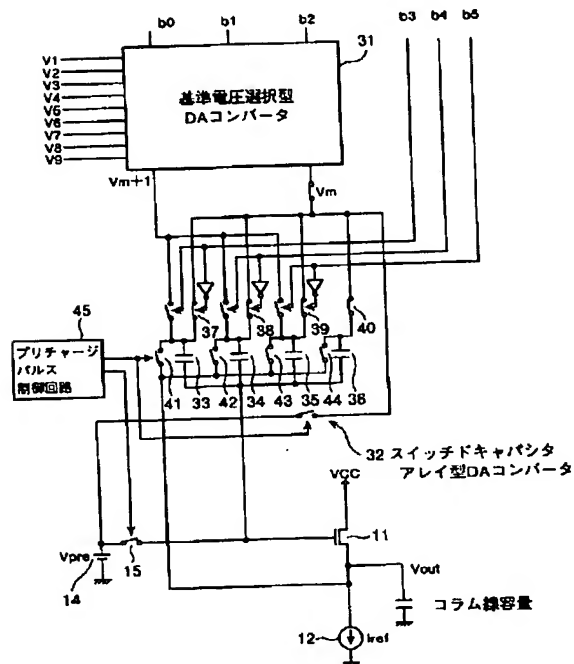 b0 b1 b2 b3 b4 b5
31
V1
V2
V3
V4
V5
V6
V7
V8
V9
基準電圧選択型
DAコンバータ
Vm+1
Vm
45
プリチャージ
パルス
制御回路
37 38 39 40
41 33 42 34 43 35 44 36
32 スイッチドキャパシタ
アレイ型DAコンバータ
VCC
11
Vpre
14
15
Vout
コラム線容量
12
Iref